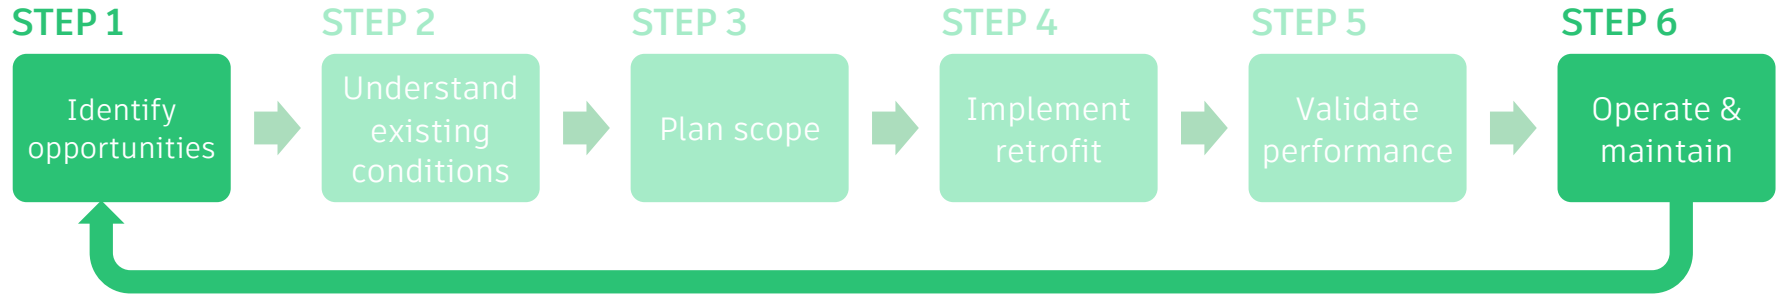 STEP 1
Identify
opportunities
STEP 2
Understand
existing
conditions
STEP 3
Plan scope
STEP 4
Implement
retrofit
STEP 5
Validate
performance
STEP 6
Operate &
maintain